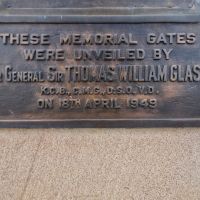 THESE MEMORIAL GATES
WERE UNVEILED BY
GENERAL SIR THOMAS WILLIAM GLAS
K.C.B., C.M.G., D.S.O., V.D.
ON 18TH APRIL 1949